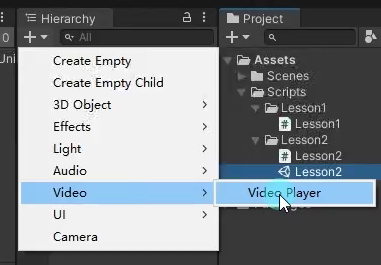 Hierarchy
All
0
Uni
Create Empty
Create Empty Child
3D Object
Effects
Light
Audio
Video
UI
Camera
Video Player
Project
Assets
Scenes
Scripts
Lesson1
Lesson1
Lesson2
Lesson2
Lesson2